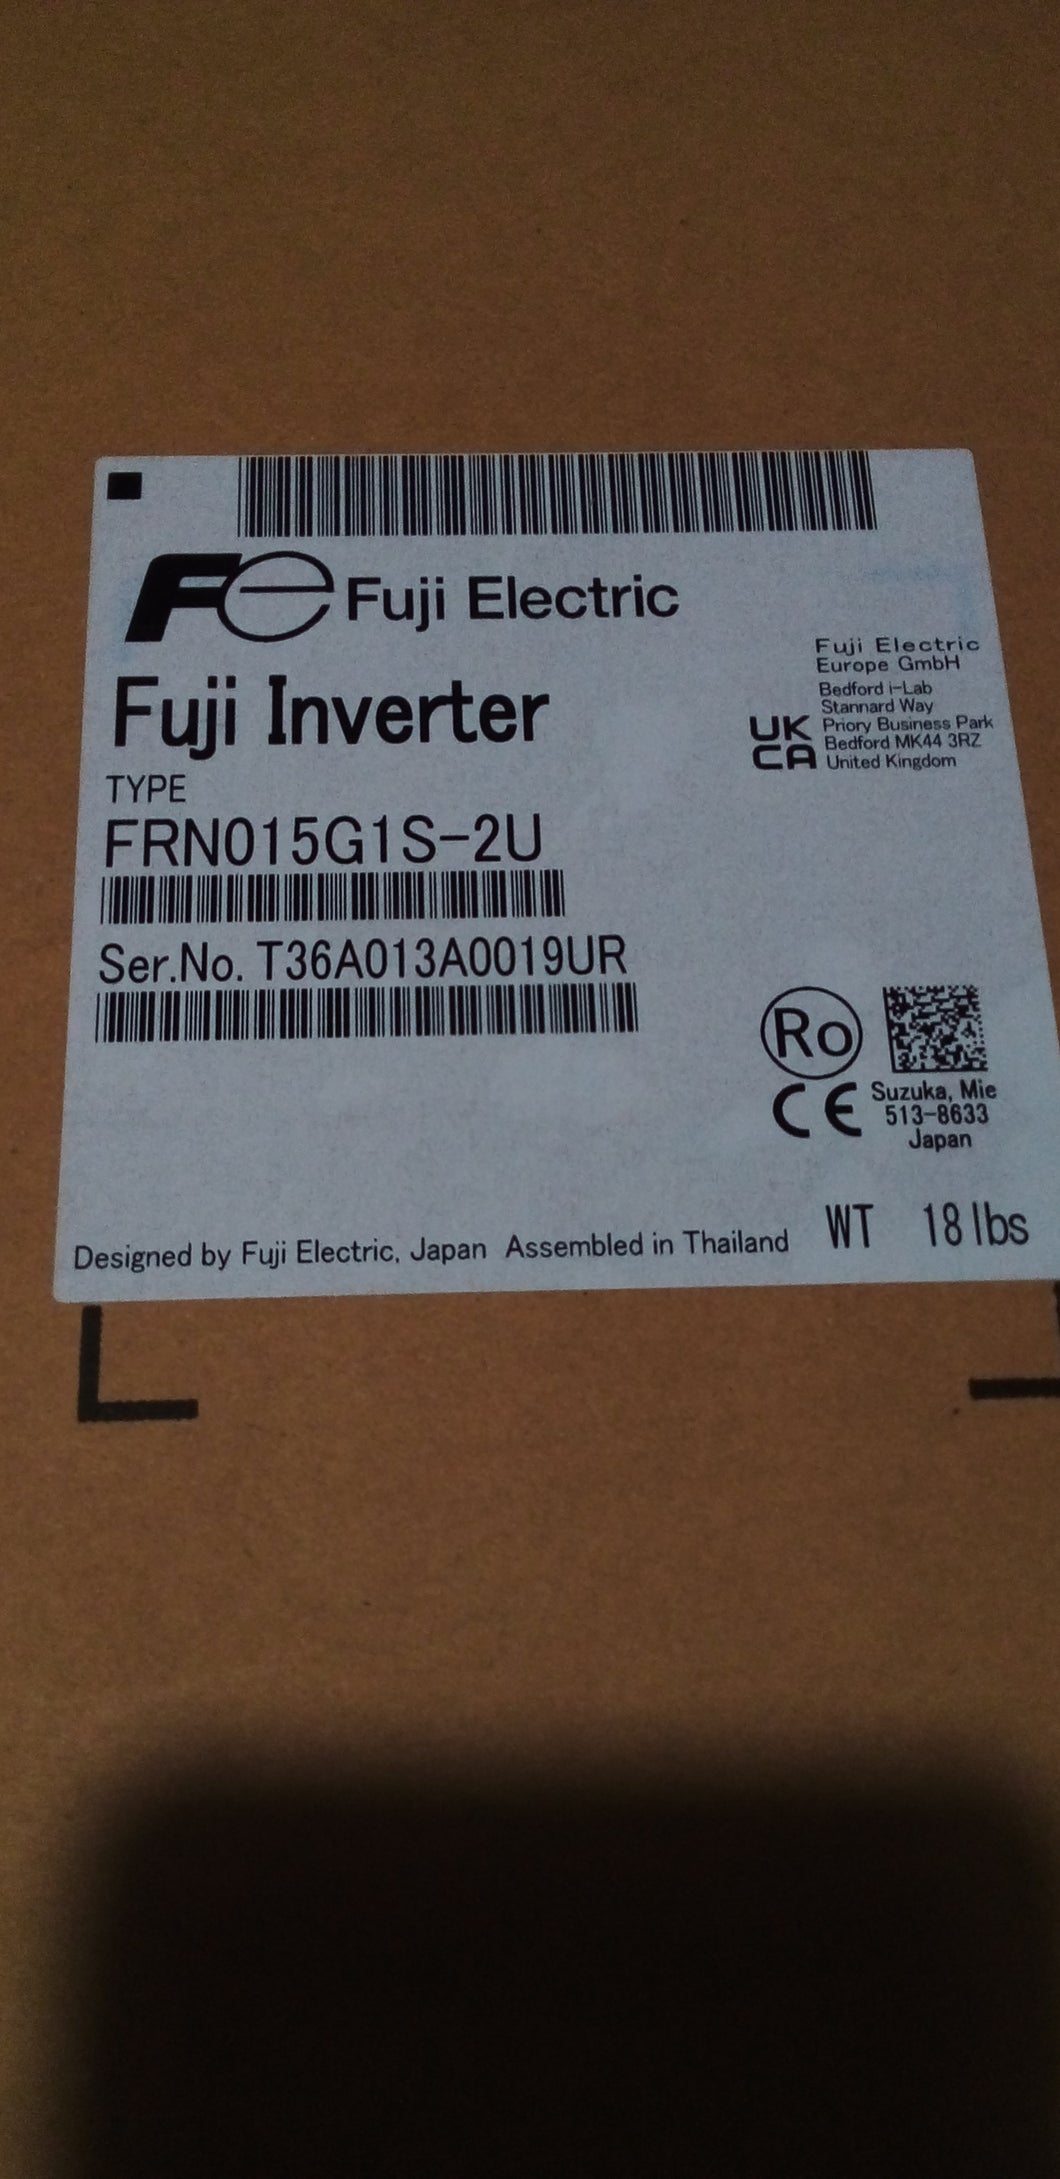 Fe Fuji Electric
Fuji Inverter
TYPE
FRN015G1S-2U
Ser.No. T36A013A0019UR
Fuji Electric
Europe GmbH
Bedford i-Lab
Stannard Way
Priory Business Park
Bedford MK44 3RZ
United Kingdom
UK
CA
Ro
CE
Suzuka, Mie
513-8633
Japan
Designed by Fuji Electric, Japan Assembled in Thailand WT 18 lbs